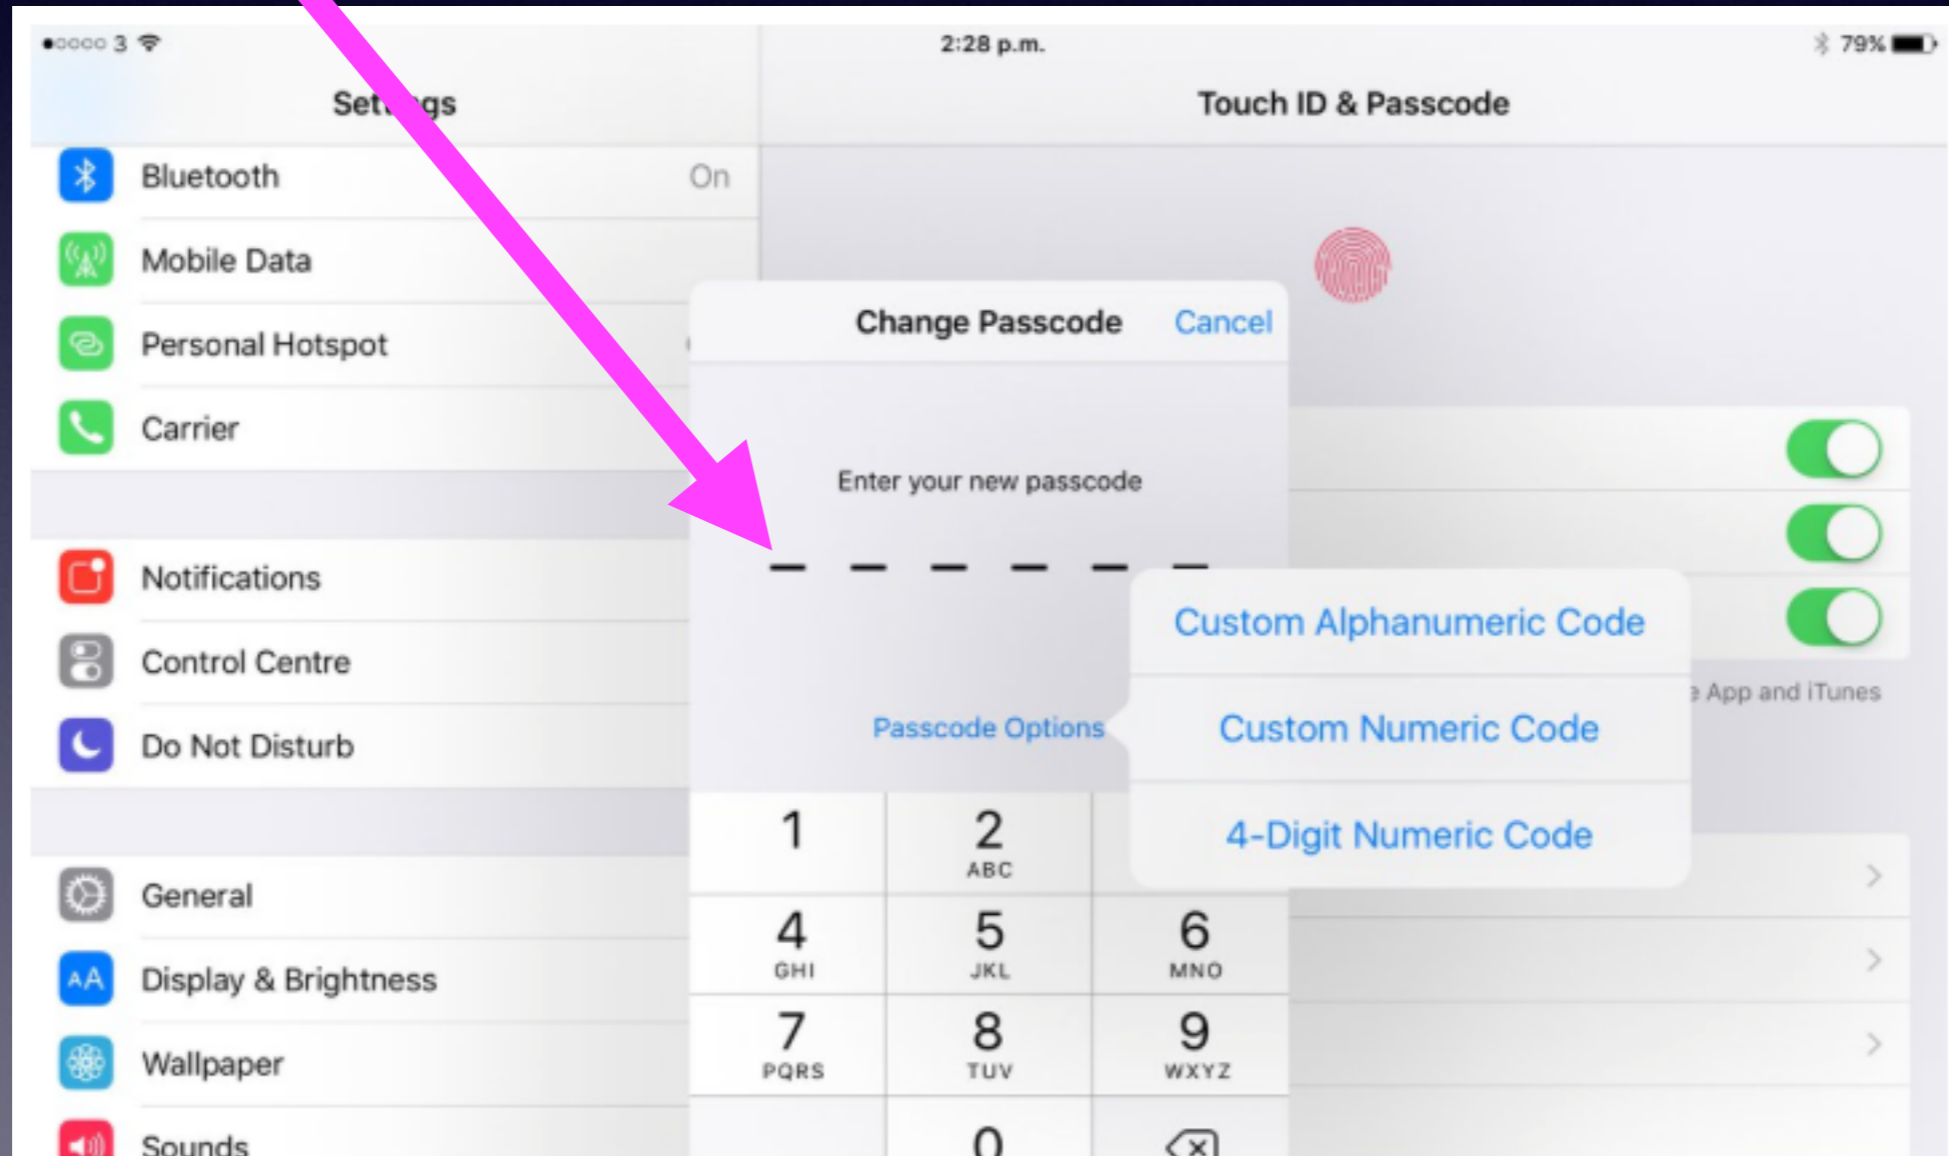 3 2:28 p.m. 79%
Settings
Touch ID & Passcode
Bluetooth On
Mobile Data
Personal Hotspot
Carrier
Notifications
Control Centre
Do Not Disturb
General
Display & Brightness
Wallpaper
Sounds
Change Passcode Cancel
Enter your new passcode
Passcode Options
Custom Alphanumeric Code
Custom Numeric Code
4-Digit Numeric Code
App and iTunes
1 2
ABC
4 5 6
GHI JKL MNO
7 8 9
PQRS TUV WXYZ
0